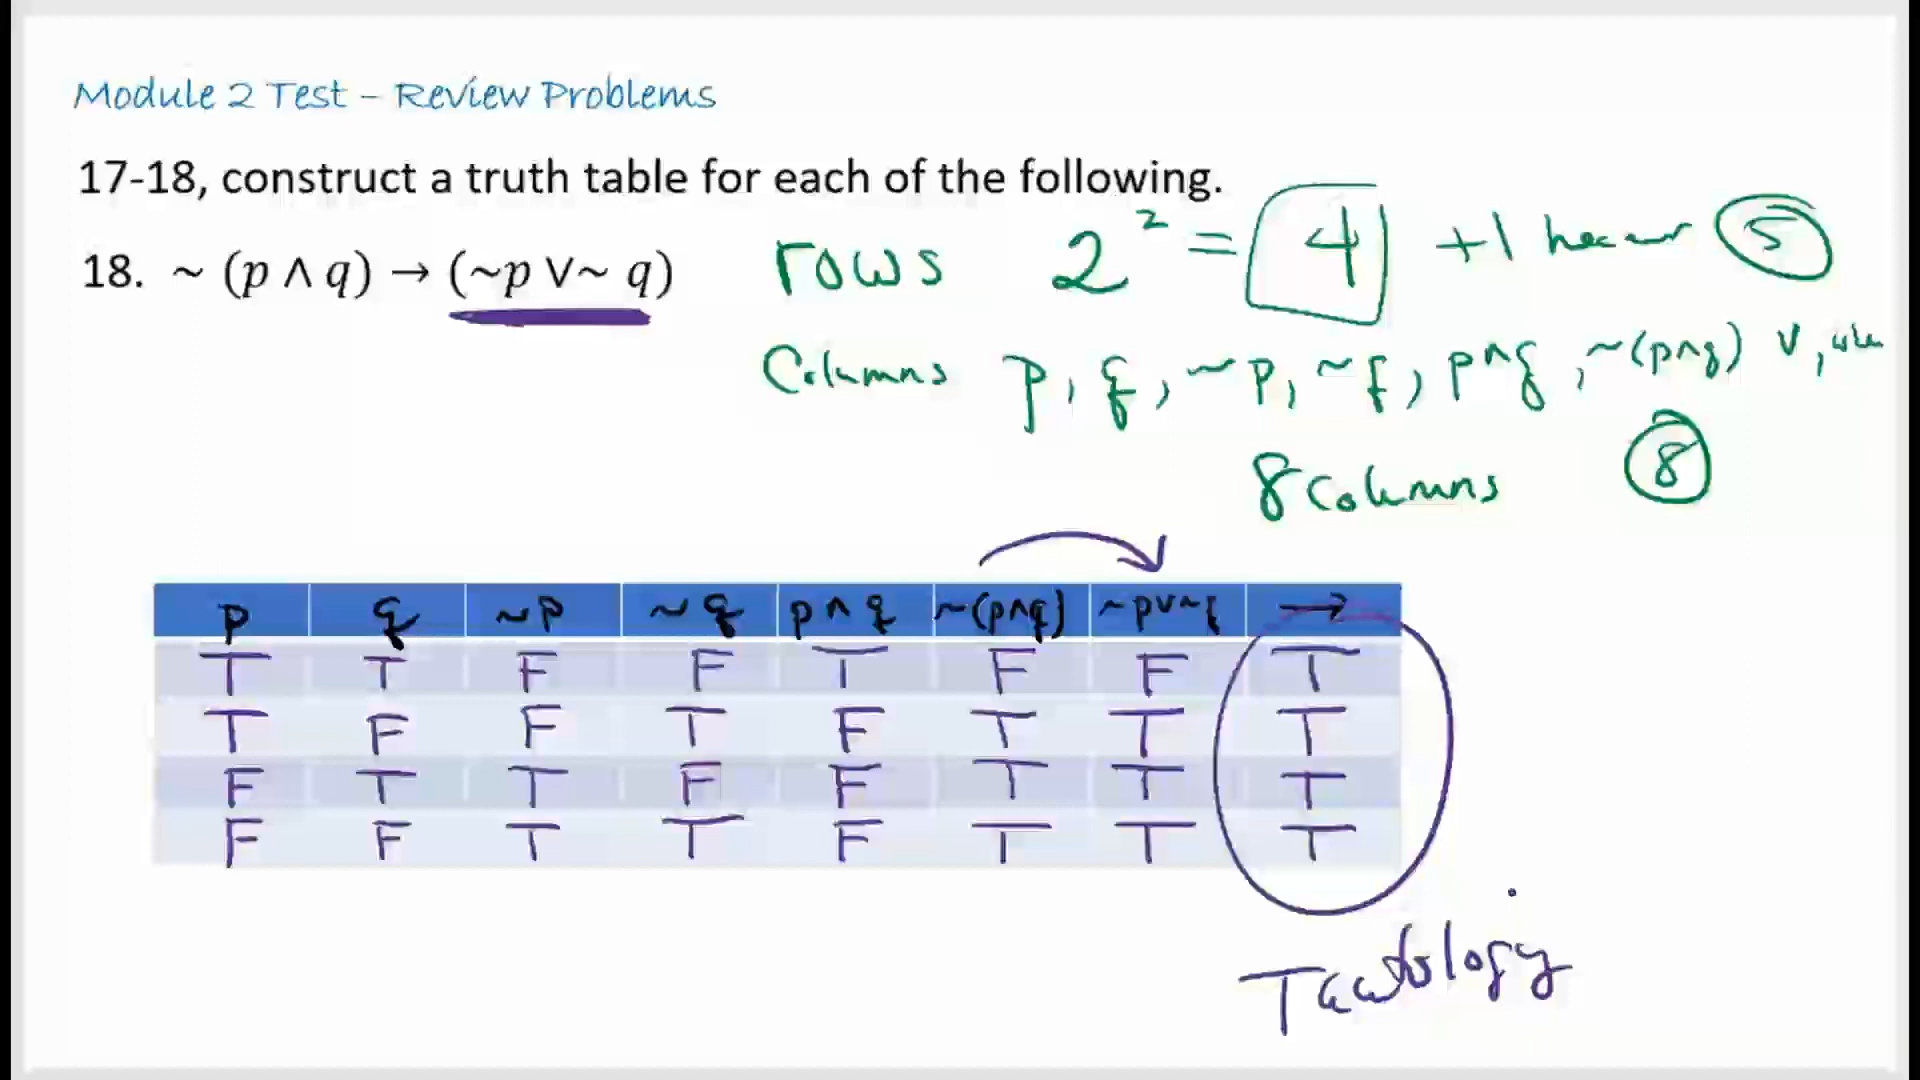 Module 2 Test – Review Problems
17-18, construct a truth table for each of the following.
18. ~ (p ∧ q) → (~p ∨~ q)
rows 2² = 4 +1 5
Columns p, q, ~p, ~q, p∧q, ~(p∧q) ∨,
8 columns 8
p q ~p ~q p∧q ~(p∧q) ~p∨~q →
T T F F T F F T
T F F T F T T T
F T T F F T T T
F F T T F T T T
Tautology